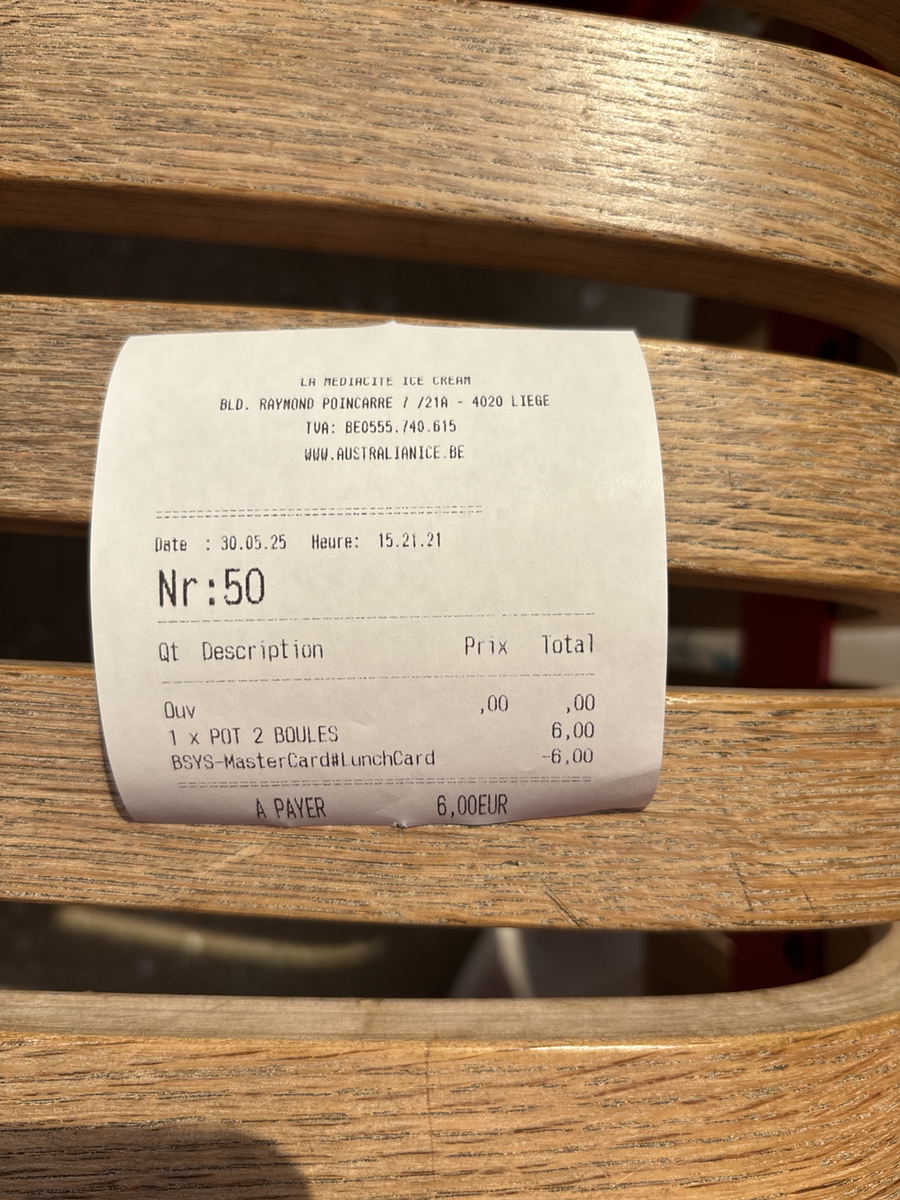 LA MEDIACITE ICE CREAM
BLD. RAYMOND POINCARRE 7 /21A - 4020 LIEGE
TVA: BE0555.740.615
WWW.AUSTRALIANICE.BE
Date : 30.05.25 Heure: 15.21.21
Nr:50
Qt Description Prix Total
Ouv ,00 ,00
1 x POT 2 BOULES 6,00
BSYS-MasterCard#LunchCard -6,00
A PAYER 6,00EUR